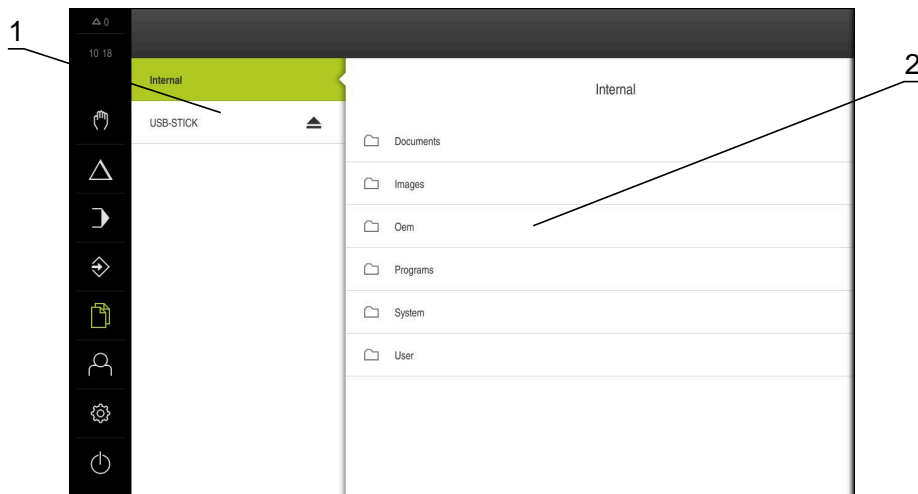 1
△ 0
10 18
2
Internal
USB-STICK
Internal
Documents
Images
Oem
Programs
System
User